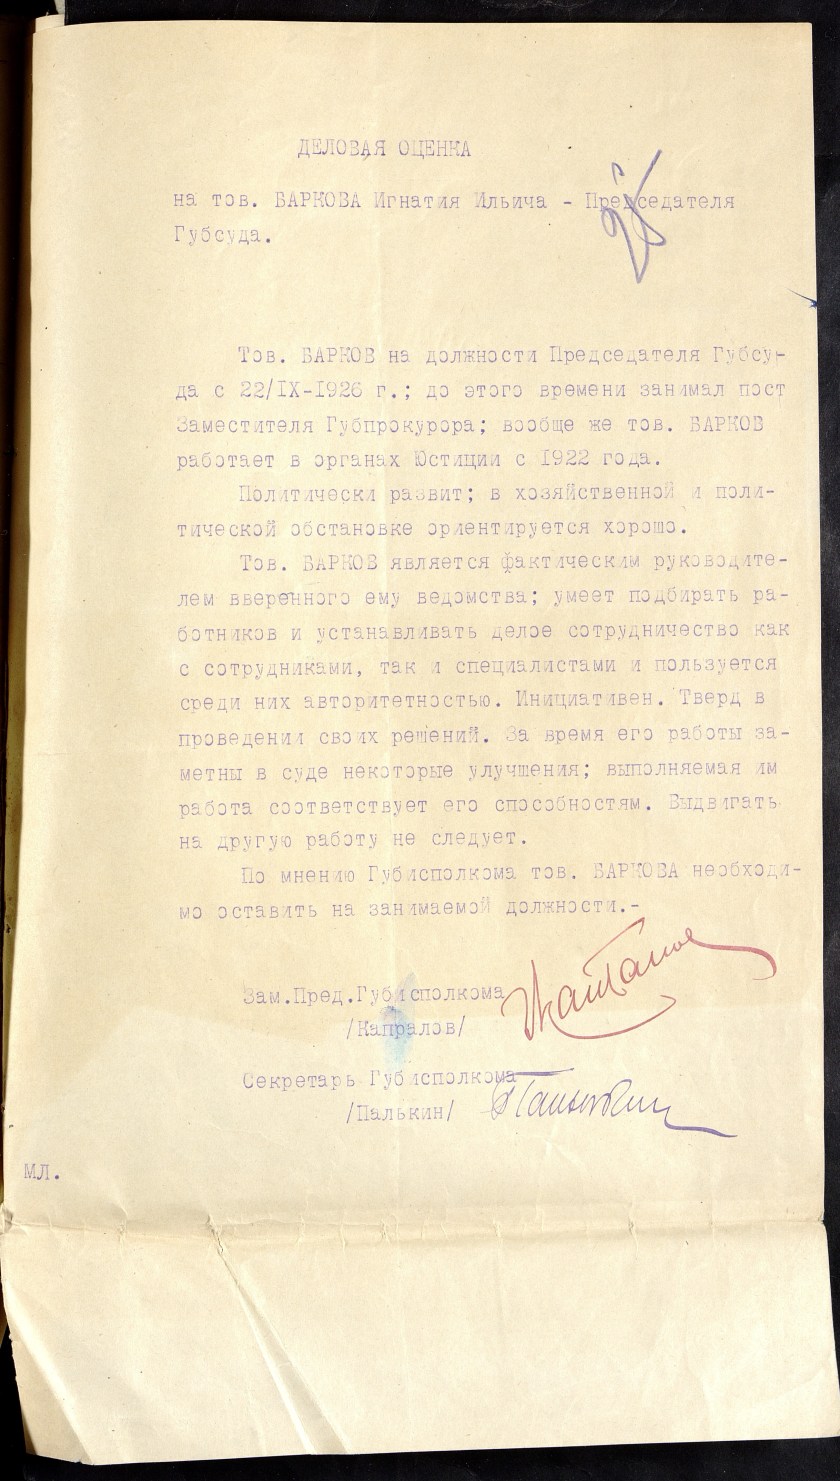 ДЕЛОВАЯ ОЦЕНКА
на тов. БАРКОВА Игнатия Ильича - Председателя
Губсуда.
Тов. БАРКОВ на должности Председателя Губсу-
да с 22/IX-1926 г.; до этого времени занимал пост
Заместителя Губпрокурора; вообще же тов. БАРКОВ
работает в органах Юстиции с 1922 года.
Политически развит; в хозяйственной и поли-
тической обстановке ориентируется хорошо.
Тов. БАРКОВ является фактическим руководите-
лем вверенного ему ведомства; умеет подбирать ра-
ботников и устанавливать делое сотрудничество как
с сотрудниками, так и специалистами и пользуется
среди них авторитетностью. Инициативен. Тверд в
проведении своих решений. За время его работы за-
метны в суде некоторые улучшения; выполняемая им
работа соответствует его способностям. Выдвигать
на другую работу не следует.
По мнению Губисполкома тов. БАРКОВА необходи-
мо оставить на занимаемой должности.-
Зам.Пред.Губисполкома
/Капралов/
Секретарь Губисполкома
/Палькин/
МЛ.